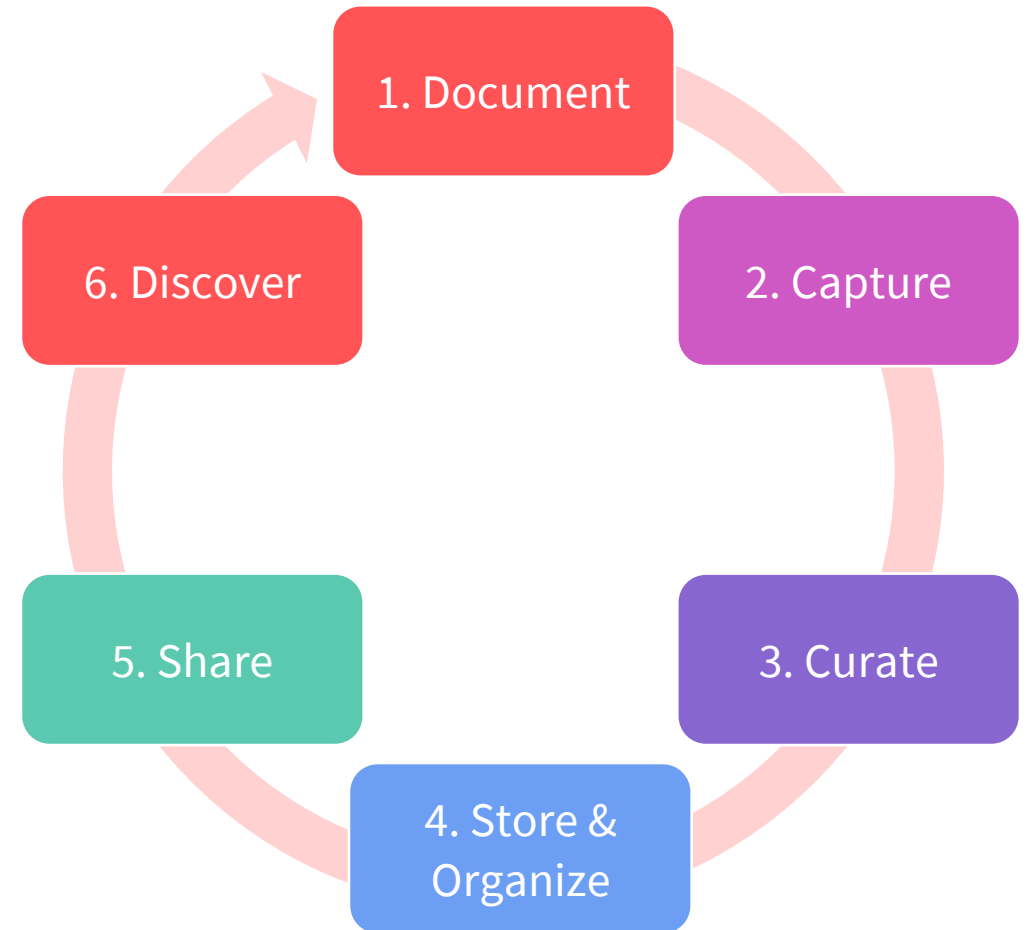 1. Document
2. Capture
3. Curate
4. Store &
Organize
5. Share
6. Discover